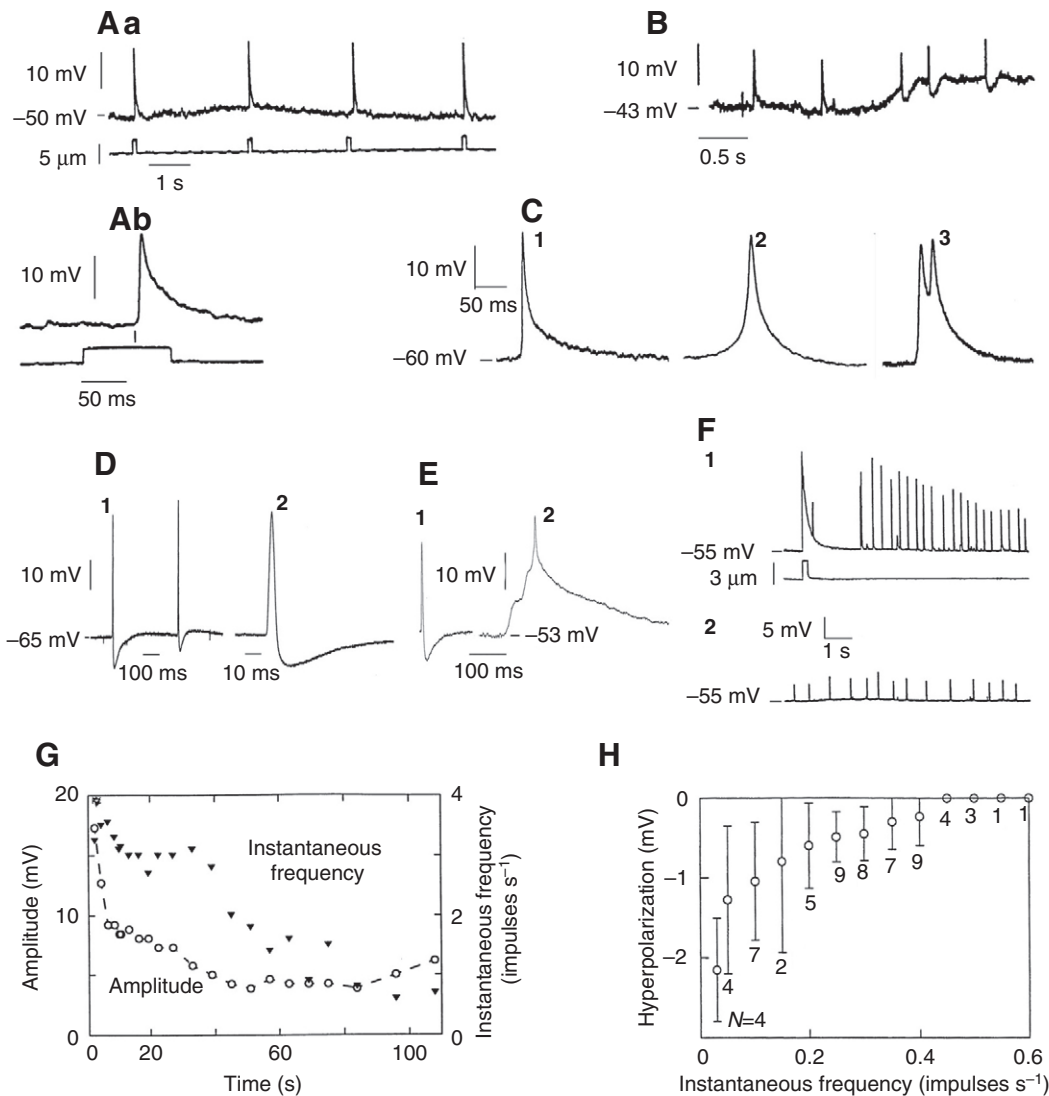 Aa
10 mV
–50 mV
5 µm
1 s
B
10 mV
–43 mV
0.5 s
Ab
10 mV
50 ms
C
1
2
3
10 mV
50 ms
–60 mV
D
1
2
10 mV
–65 mV
100 ms
10 ms
E
1
2
10 mV
–53 mV
100 ms
F
1
–55 mV
3 µm
2
5 mV
1 s
–55 mV
G
20
10
0
Amplitude (mV)
Instantaneous
frequency
Amplitude
4
2
0
Instantaneous frequency
(impulses s–1)
0
20
60
100
Time (s)
H
0
–1
–2
Hyperpolarization (mV)
N=4
4
7
2
5
9
8
7
9
4
3
1
1
0
0.2
0.4
0.6
Instantaneous frequency (impulses s–1)